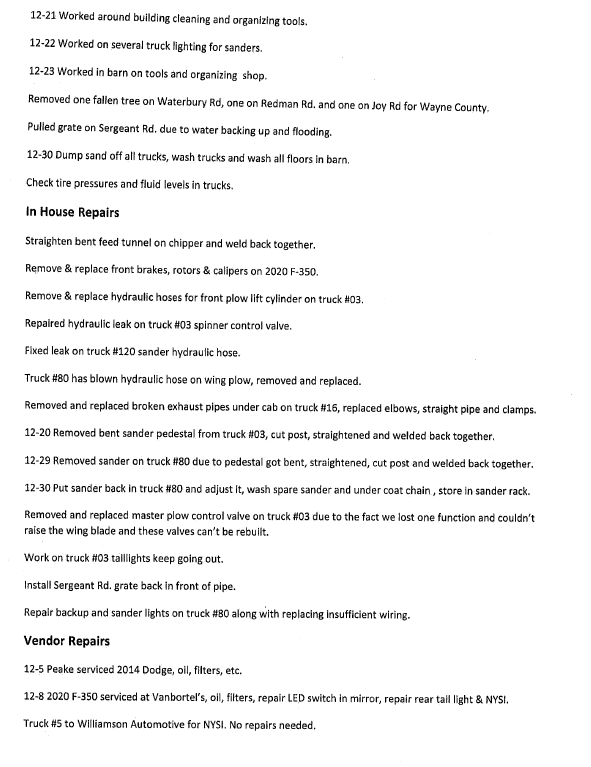 12-21 Worked around building cleaning and organizing tools.
12-22 Worked on several truck lighting for sanders.
12-23 Worked in barn on tools and organizing shop.
Removed one fallen tree on Waterbury Rd, one on Redman Rd. and one on Joy Rd for Wayne County.
Pulled grate on Sergeant Rd. due to water backing up and flooding.
12-30 Dump sand off all trucks, wash trucks and wash all floors in barn.
Check tire pressures and fluid levels in trucks.
In House Repairs
Straighten bent feed tunnel on chipper and weld back together.
Remove & replace front brakes, rotors & calipers on 2020 F-350.
Remove & replace hydraulic hoses for front plow lift cylinder on truck #03.
Repaired hydraulic leak on truck #03 spinner control valve.
Fixed leak on truck #120 sander hydraulic hose.
Truck #80 has blown hydraulic hose on wing plow, removed and replaced.
Removed and replaced broken exhaust pipes under cab on truck #16, replaced elbows, straight pipe and clamps.
12-20 Removed bent sander pedestal from truck #03, cut post, straightened and welded back together.
12-29 Removed sander on truck #80 due to pedestal got bent, straightened, cut post and welded back together.
12-30 Put sander back in truck #80 and adjust it, wash spare sander and under coat chain , store in sander rack.
Removed and replaced master plow control valve on truck #03 due to the fact we lost one function and couldn't
raise the wing blade and these valves can't be rebuilt.
Work on truck #03 taillights keep going out.
Install Sergeant Rd. grate back in front of pipe.
Repair backup and sander lights on truck #80 along with replacing insufficient wiring.
Vendor Repairs
12-5 Peake serviced 2014 Dodge, oil, filters, etc.
12-8 2020 F-350 serviced at Vanbortel's, oil, filters, repair LED switch in mirror, repair rear tail light & NYSI.
Truck #5 to Williamson Automotive for NYSI. No repairs needed.